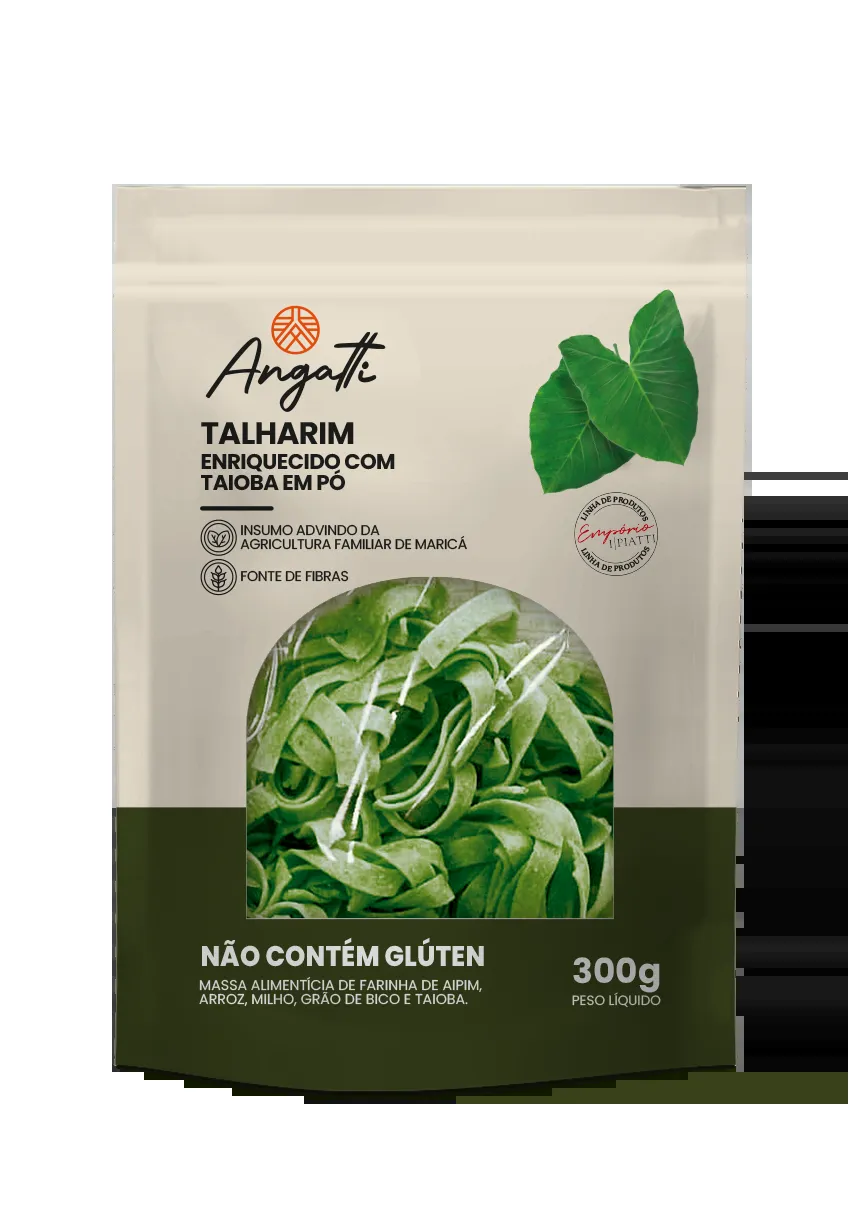 Angatti
TALHARIM
ENRIQUECIDO COM
TAIOBA EM PÓ
INSUMO ADVINDO DA
AGRICULTURA FAMILIAR DE MARICÁ
FONTE DE FIBRAS
LINHA DE PRODUTOS
Empório
PIATTI
LINHA DE PRODUTOS
NÃO CONTÉM GLÚTEN
MASSA ALIMENTÍCIA DE FARINHA DE AIPIM,
ARROZ, MILHO, GRÃO DE BICO E TAIOBA.
300g
PESO LÍQUIDO